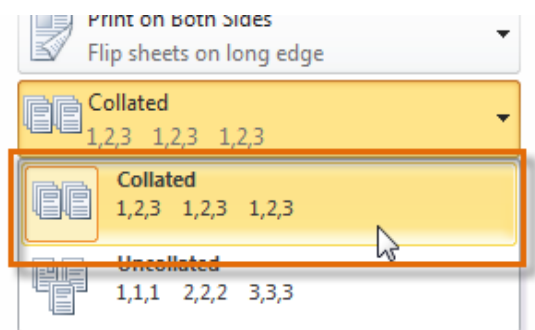 Print on Both Sides
Flip sheets on long edge
Collated
1,2,3 1,2,3 1,2,3
Collated
1,2,3 1,2,3 1,2,3
Uncollated
1,1,1 2,2,2 3,3,3